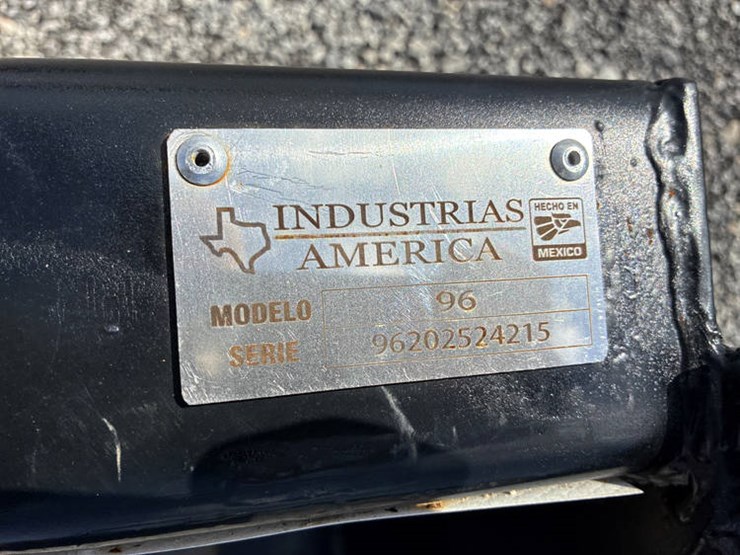 INDUSTRIAS
AMERICA
HECHO EN
MEXICO
MODELO 96
SERIE 96202524215